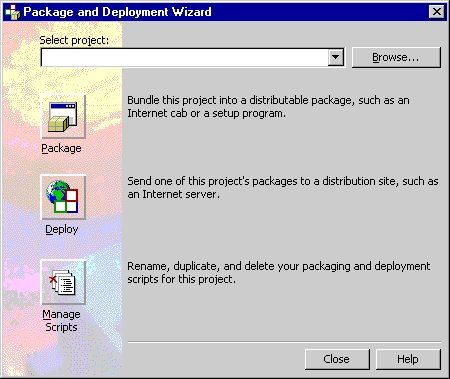 Package and Deployment Wizard
Select project:
Browse...
Bundle this project into a distributable package, such as an
Internet cab or a setup program.
Package
Send one of this project's packages to a distribution site, such as
an Internet server.
Deploy
Rename, duplicate, and delete your packaging and deployment
scripts for this project.
Manage
Scripts
Close
Help